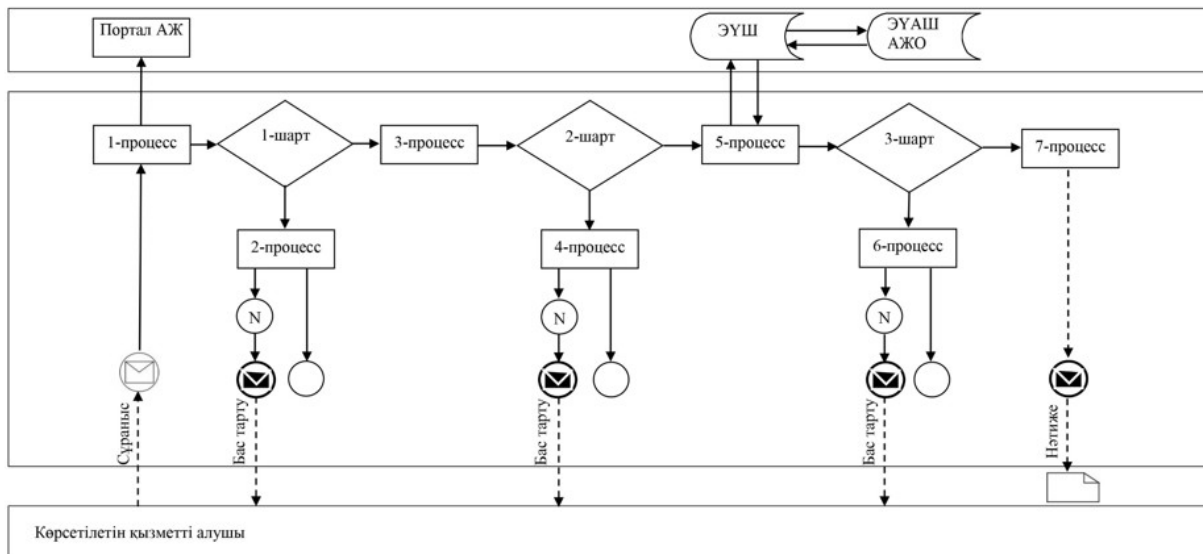 Портал АЖ
ЭҮШ
ЭҮАШ
АЖО
1-процесс
1-шарт
3-процесс
2-шарт
5-процесс
3-шарт
7-процесс
2-процесс
4-процесс
6-процесс
N
N
N
Сұраныс
Бас тарту
Бас тарту
Бас тарту
Нәтиже
Көрсетілетін қызметті алушы